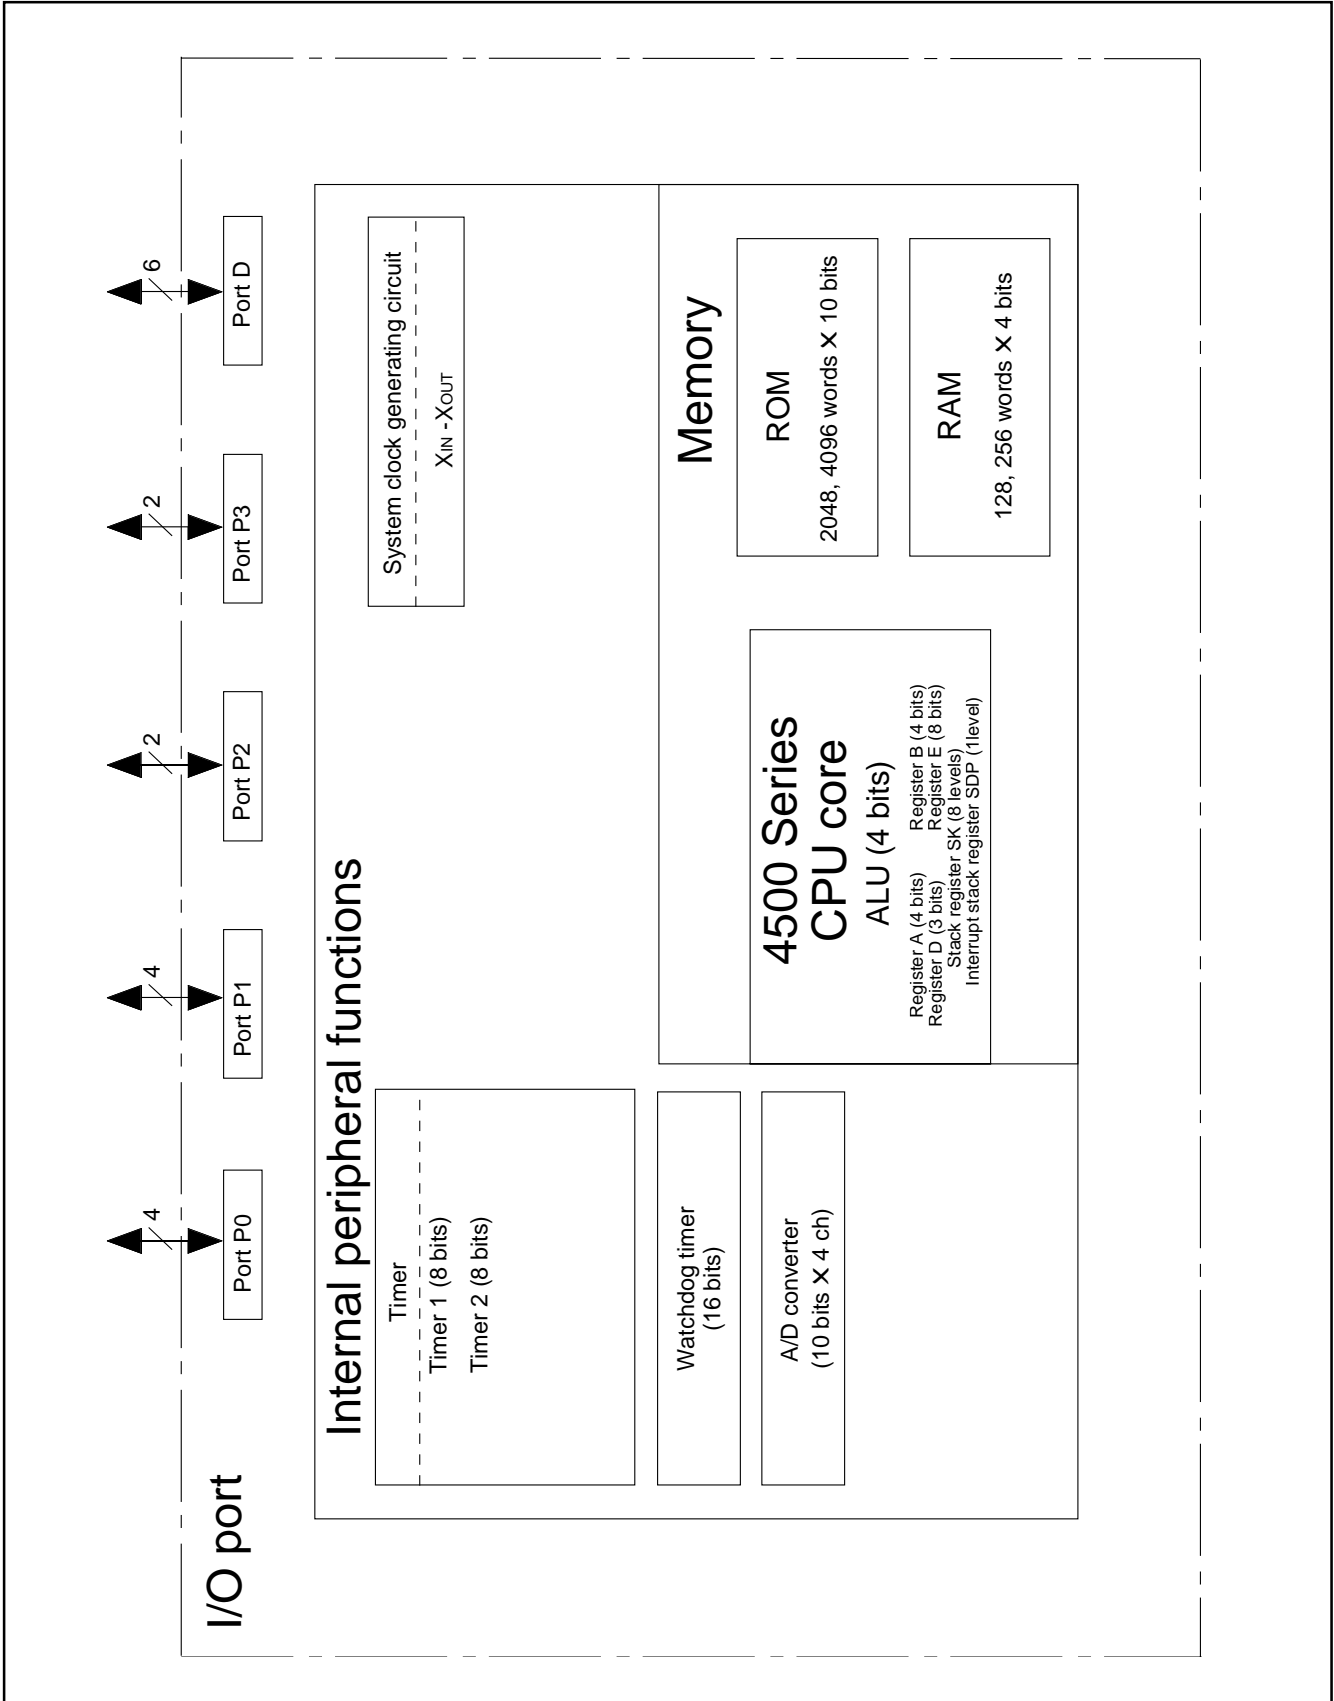 4
4
2
2
6
Port P0
Port P1
Port P2
Port P3
Port D
I/O port
Internal peripheral functions
Timer
Timer 1 (8 bits)
Timer 2 (8 bits)
System clock generating circuit
XIN -XOUT
Watchdog timer
(16 bits)
A/D converter
(10 bits X 4 ch)
4500 Series
CPU core
ALU (4 bits)
Register A (4 bits) Register B (4 bits)
Register D (3 bits) Register E (8 bits)
Stack register SK (8 levels)
Interrupt stack register SDP (1level)
Memory
ROM
2048, 4096 words X 10 bits
RAM
128, 256 words X 4 bits